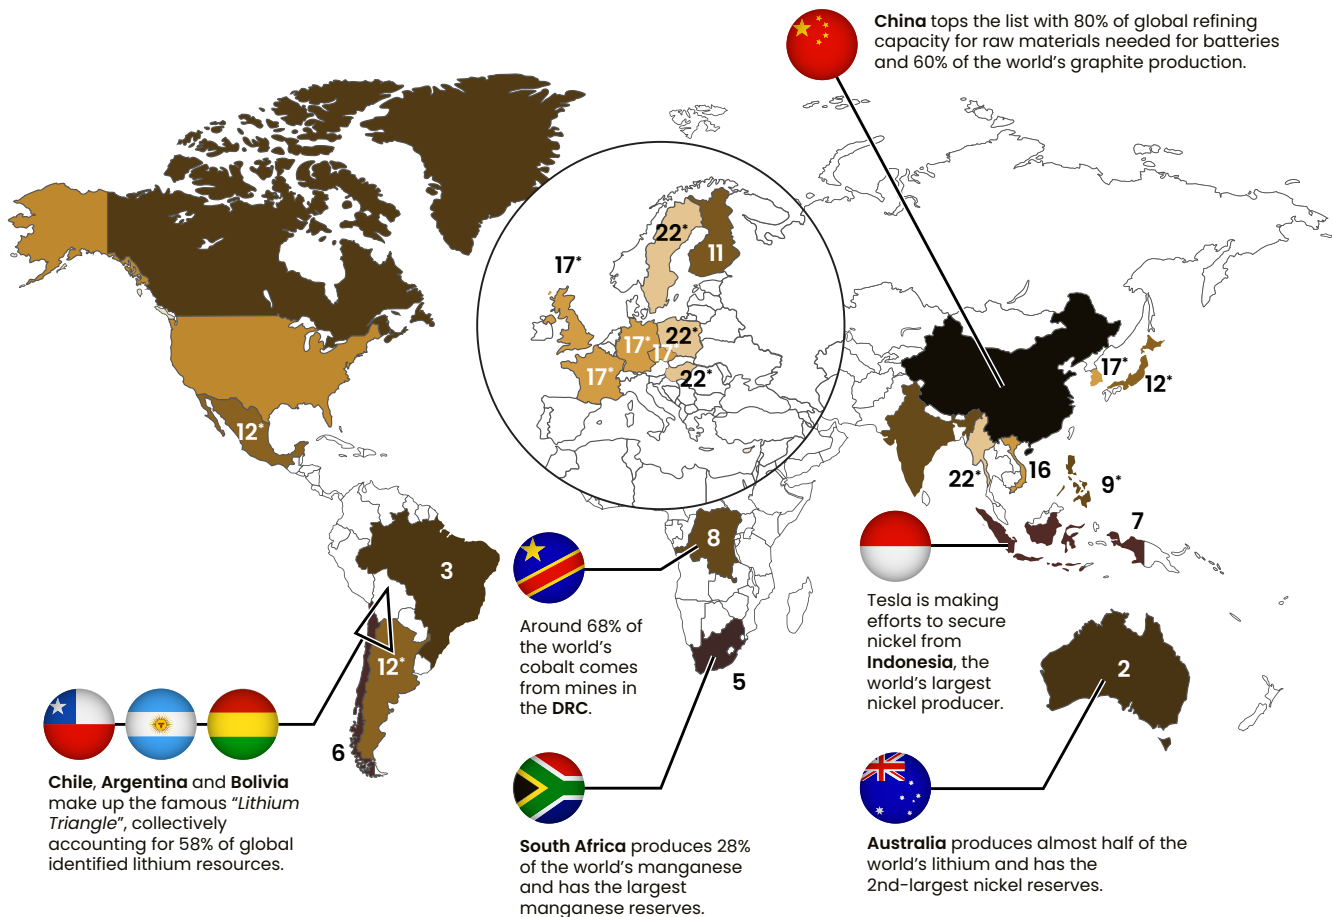 China tops the list with 80% of global refining
capacity for raw materials needed for batteries
and 60% of the world's graphite production.
22*
11
17*
22*
17*
17*
17*
22*
12*
17*
12*
16
22*
9*
7
8
3
12*
5
2
6
Tesla is making
efforts to secure
nickel from
Indonesia, the
world's largest
nickel producer.
Around 68% of
the world's
cobalt comes
from mines in
the DRC.
Chile, Argentina and Bolivia
make up the famous “Lithium
Triangle”, collectively
accounting for 58% of global
identified lithium resources.
South Africa produces 28%
of the world's manganese
and has the largest
manganese reserves.
Australia produces almost half of the
world's lithium and has the
2nd-largest nickel reserves.